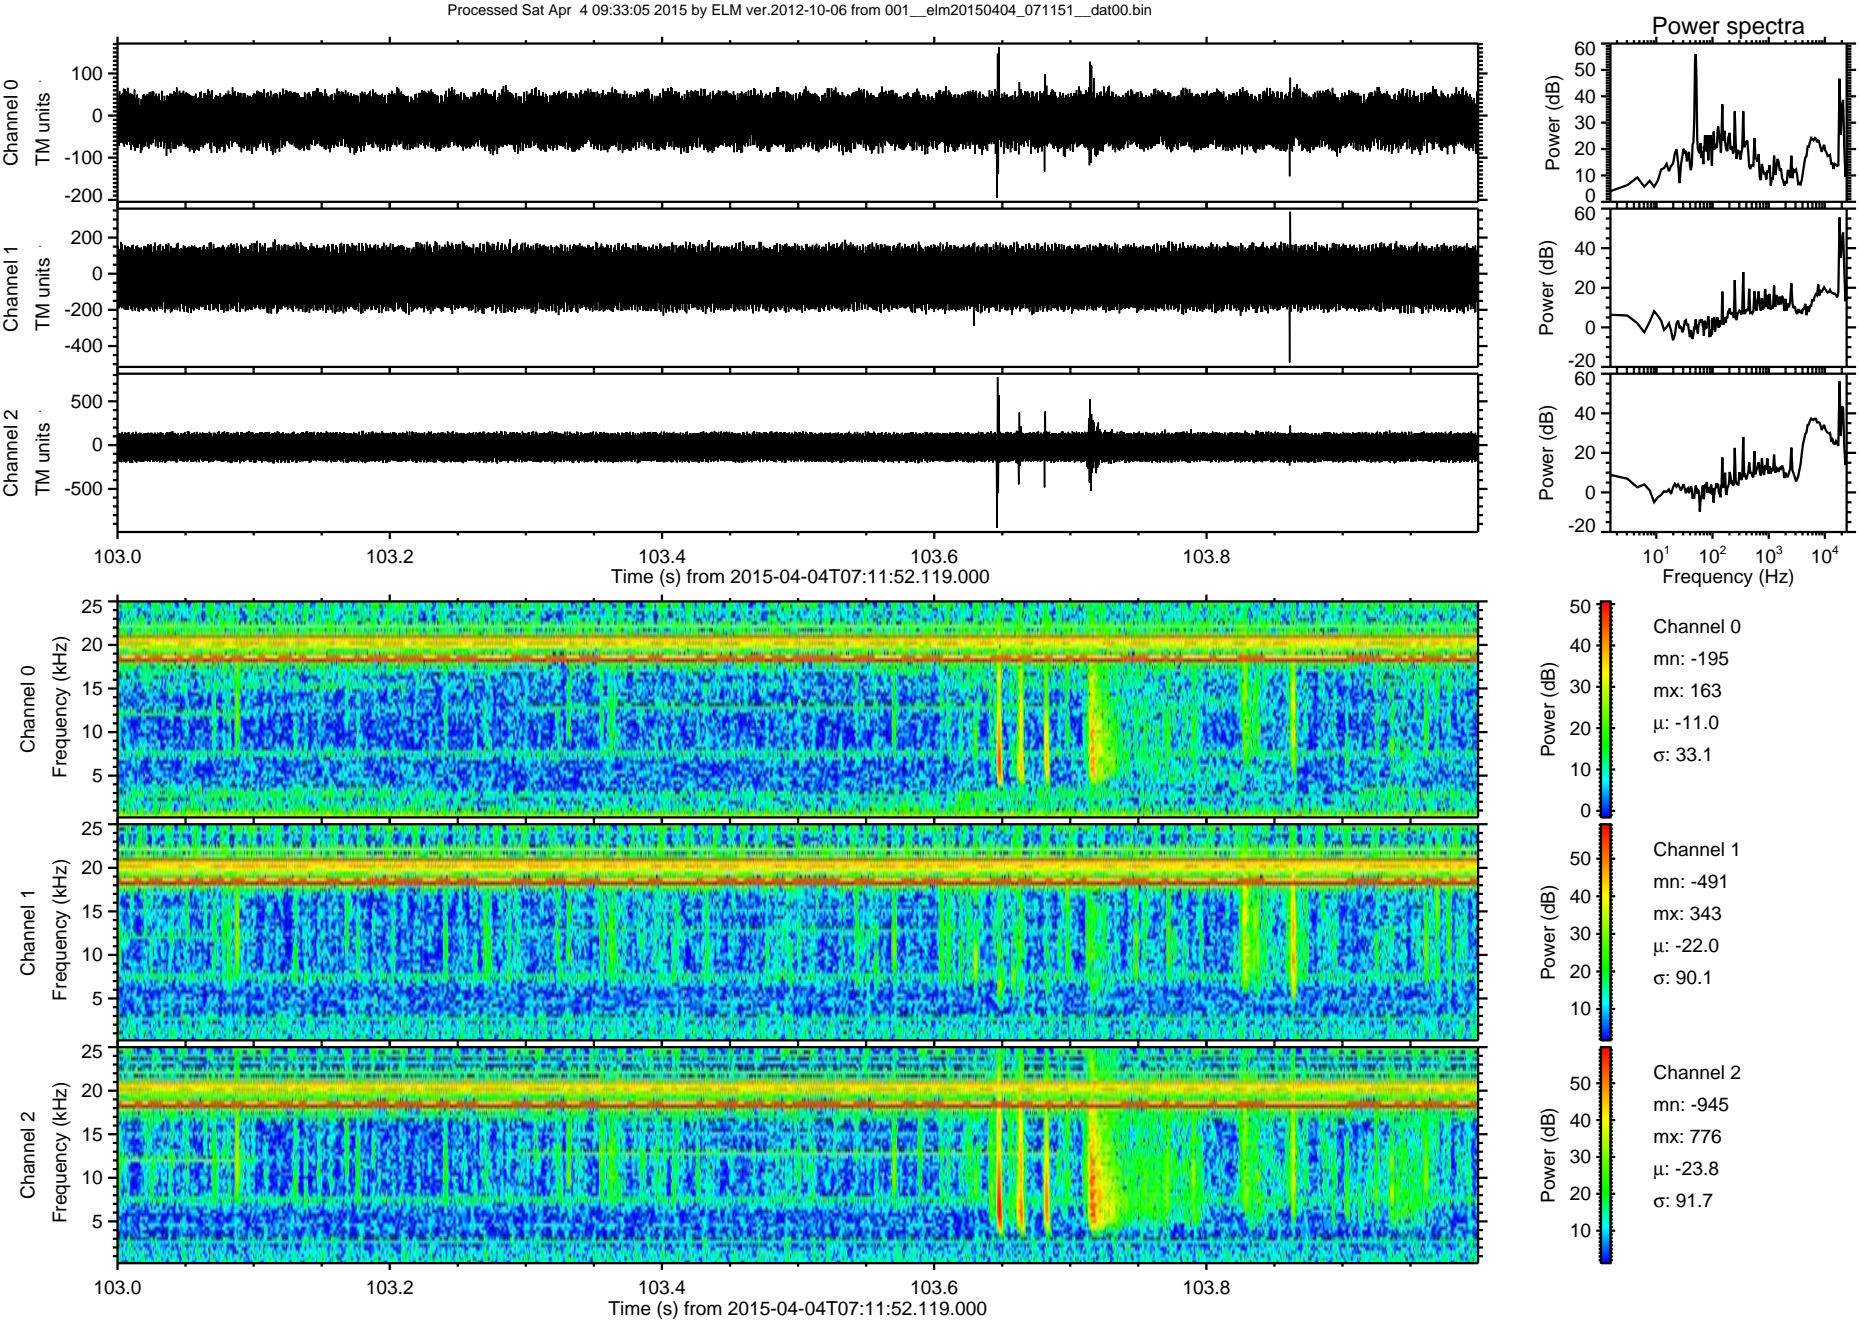 Processed Sat Apr  4 09:33:05 2015 by ELM ver.2012-10-06 from 001__elm20150404_071151__dat00.bin
Power spectra
Channel 0
TM units
100
0
-100
-200
Power (dB)
60
50
40
30
20
10
0
Channel 1
TM units
200
0
-200
-400
Power (dB)
60
40
20
0
-20
Channel 2
TM units
500
0
-500
Power (dB)
60
40
20
0
-20
103.0
103.2
103.4
103.6
103.8
Time (s) from 2015-04-04T07:11:52.119.000
10¹
10²
10³
10⁴
Frequency (Hz)
Channel 0
Frequency (kHz)
25
20
15
10
5
Power (dB)
50
40
30
20
10
0
Channel 0
mn: -195
mx: 163
µ: -11.0
σ: 33.1
Channel 1
Frequency (kHz)
25
20
15
10
5
Power (dB)
50
40
30
20
10
Channel 1
mn: -491
mx: 343
µ: -22.0
σ: 90.1
Channel 2
Frequency (kHz)
25
20
15
10
5
Power (dB)
50
40
30
20
10
Channel 2
mn: -945
mx: 776
µ: -23.8
σ: 91.7
103.0
103.2
103.4
103.6
103.8
Time (s) from 2015-04-04T07:11:52.119.000